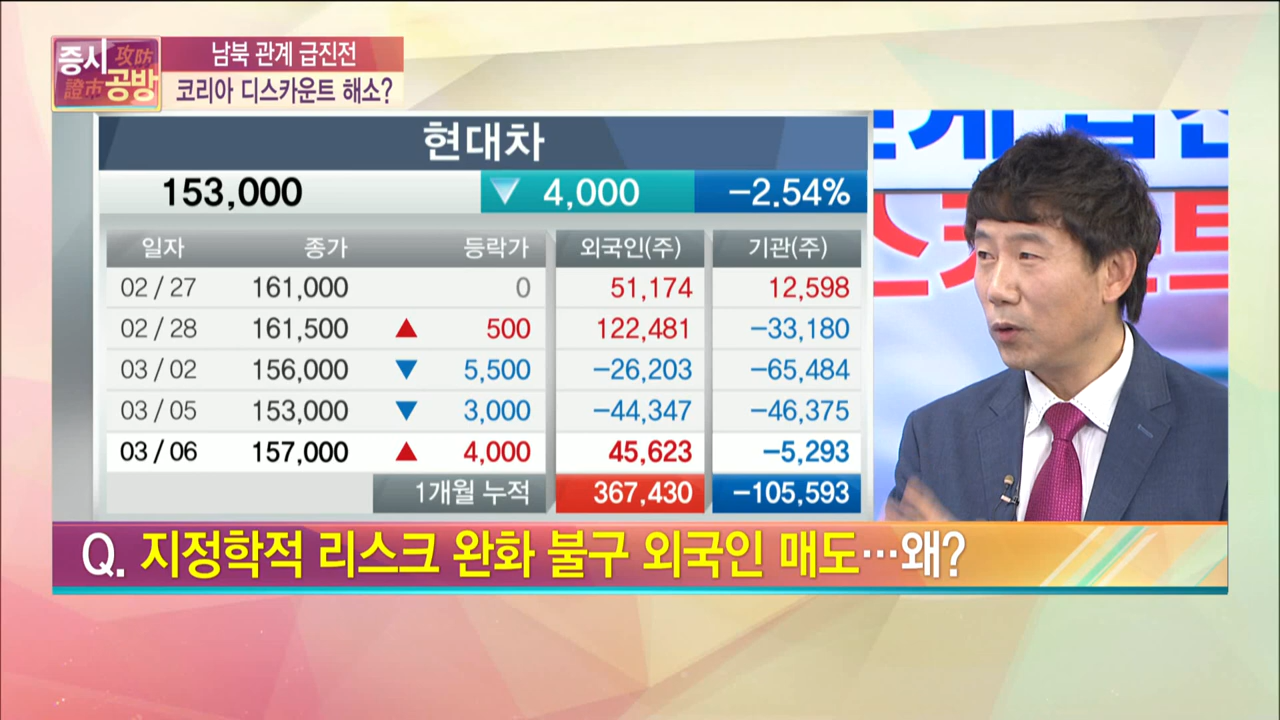 증시 攻防
證市 공방
남북 관계 급진전
코리아 디스카운트 해소?
현대차
153,000 ▼ 4,000 -2.54%
일자 종가 등락가 외국인(주) 기관(주)
02 / 27 161,000 0 51,174 12,598
02 / 28 161,500 ▲ 500 122,481 -33,180
03 / 02 156,000 ▼ 5,500 -26,203 -65,484
03 / 05 153,000 ▼ 3,000 -44,347 -46,375
03 / 06 157,000 ▲ 4,000 45,623 -5,293
1개월 누적 367,430 -105,593
Q. 지정학적 리스크 완화 불구 외국인 매도…왜?